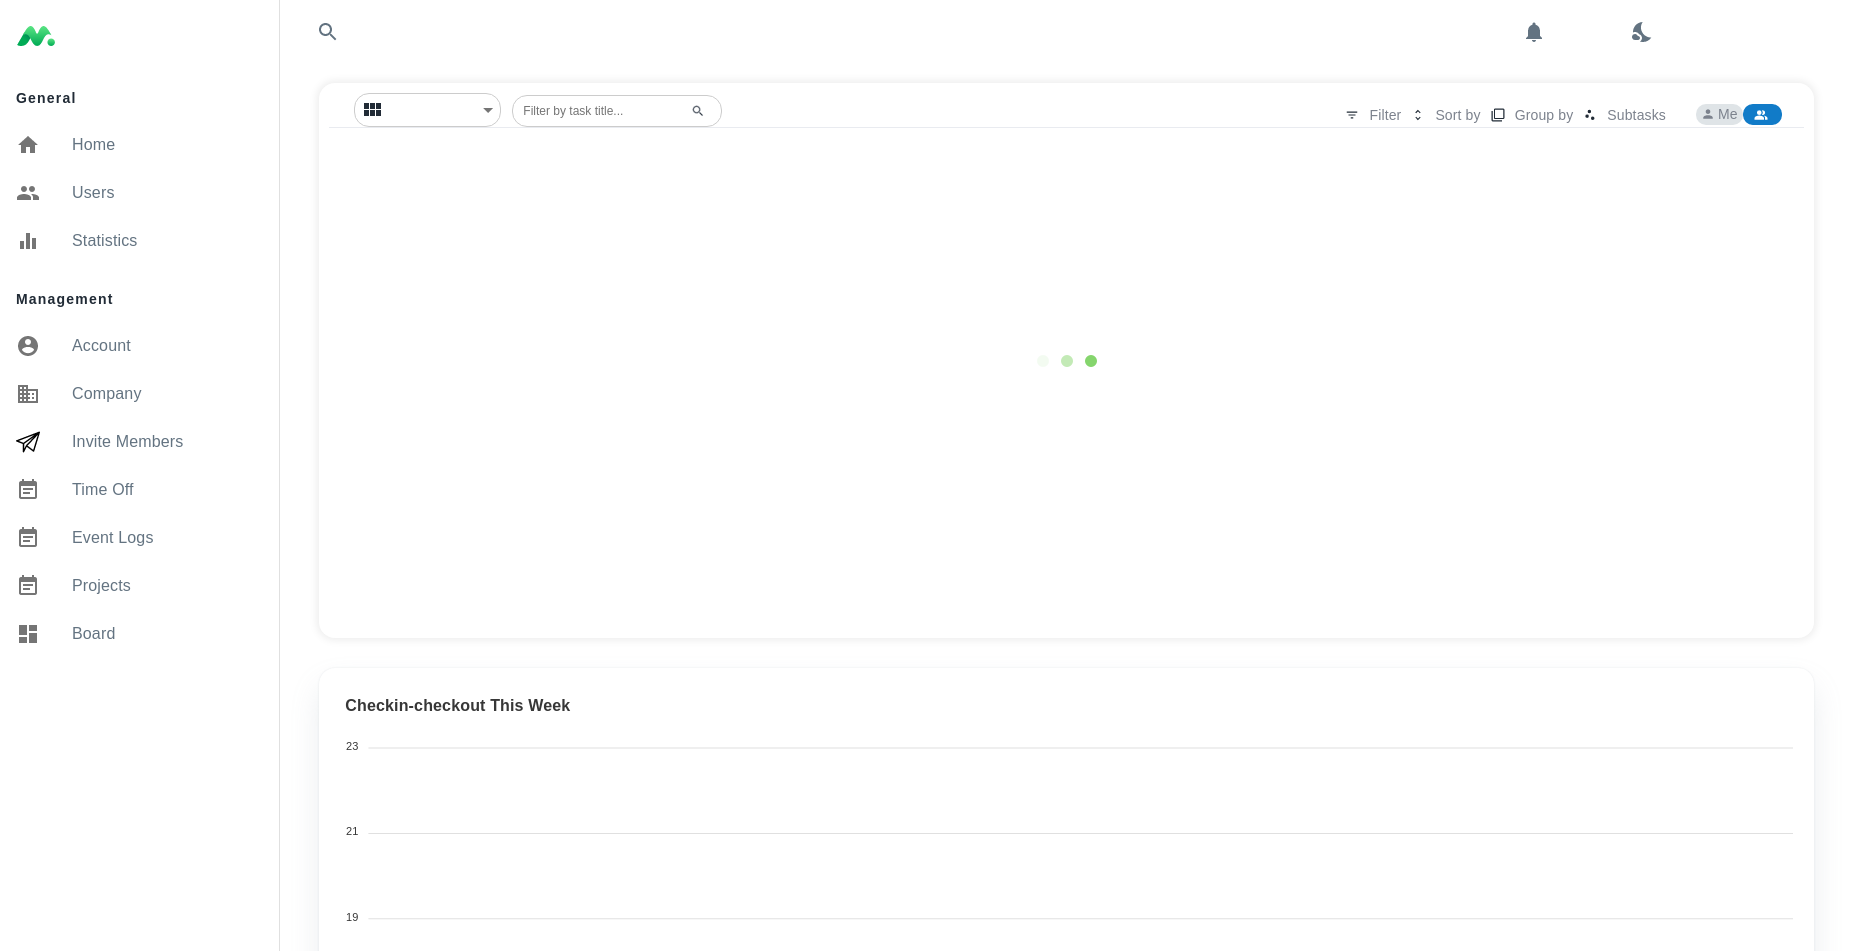 General
Home
Users
Statistics
Management
Account
Company
Invite Members
Time Off
Event Logs
Projects
Board
Filter by task title...
Filter
Sort by
Group by
Subtasks
Me
Checkin-checkout This Week
23
21
19